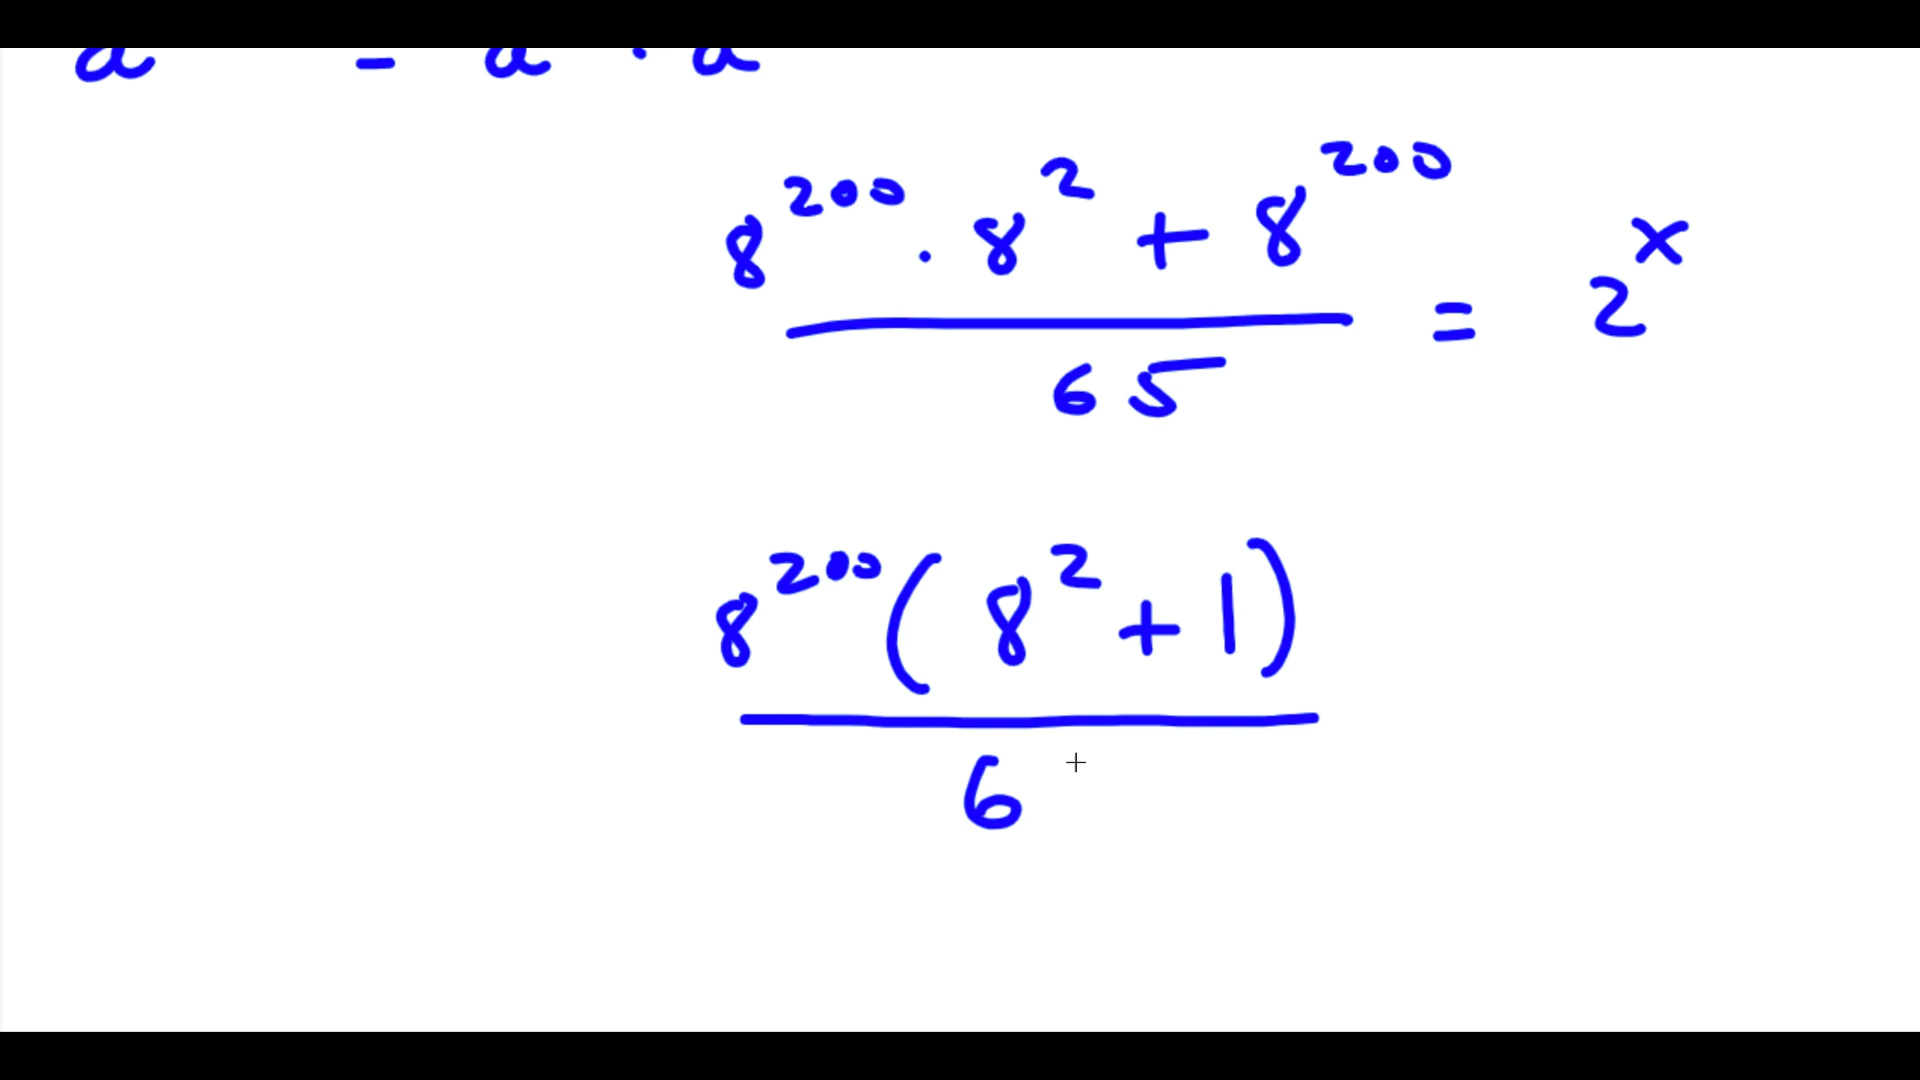 a = a . a
8^200 . 8^2 + 8^200
65
= 2^x
8^200 ( 8^2 + 1 )
6